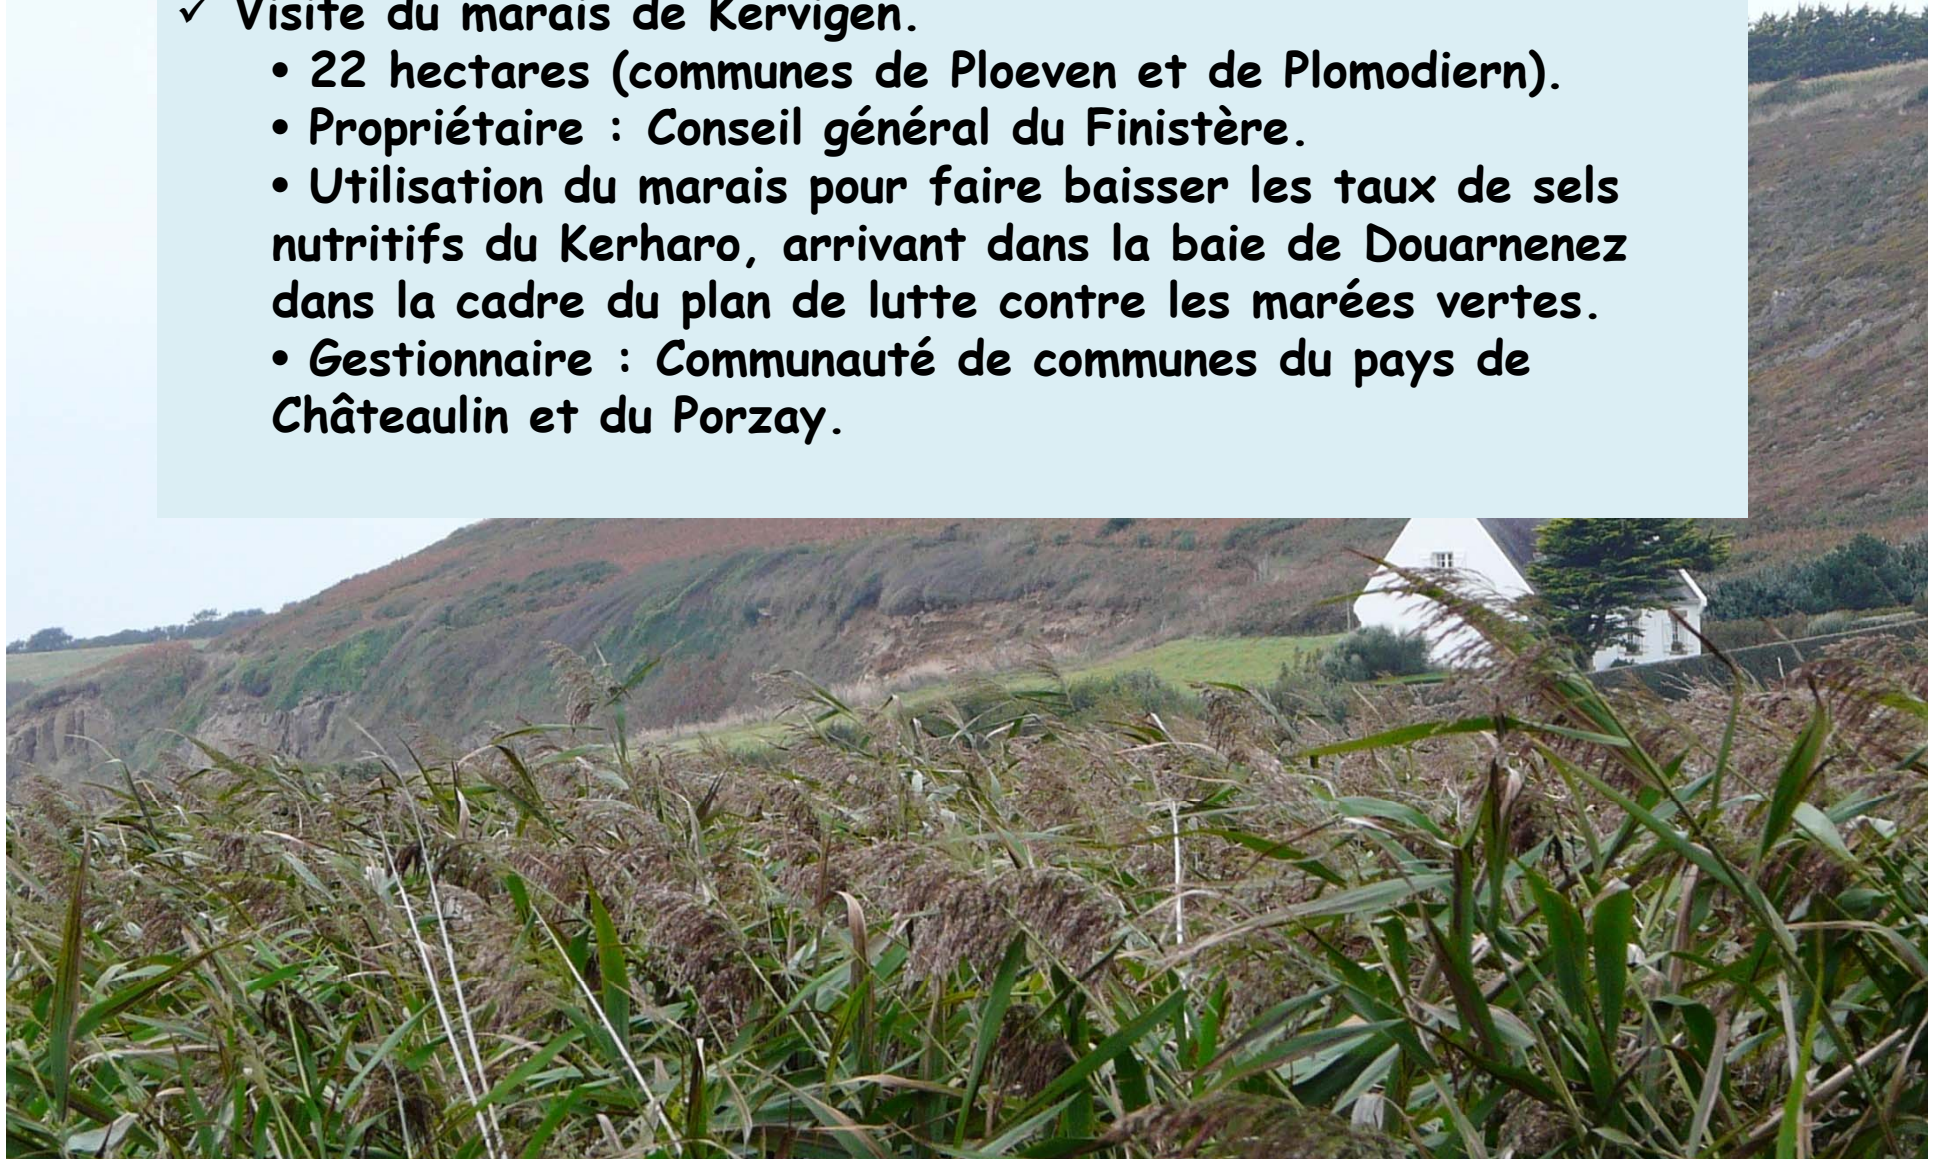 ✓ Visite du marais de Kervigen.
• 22 hectares (communes de Ploeven et de Plomodiern).
• Propriétaire : Conseil général du Finistère.
• Utilisation du marais pour faire baisser les taux de sels
nutritifs du Kerharo, arrivant dans la baie de Douarnenez
dans la cadre du plan de lutte contre les marées vertes.
• Gestionnaire : Communauté de communes du pays de
Châteaulin et du Porzay.